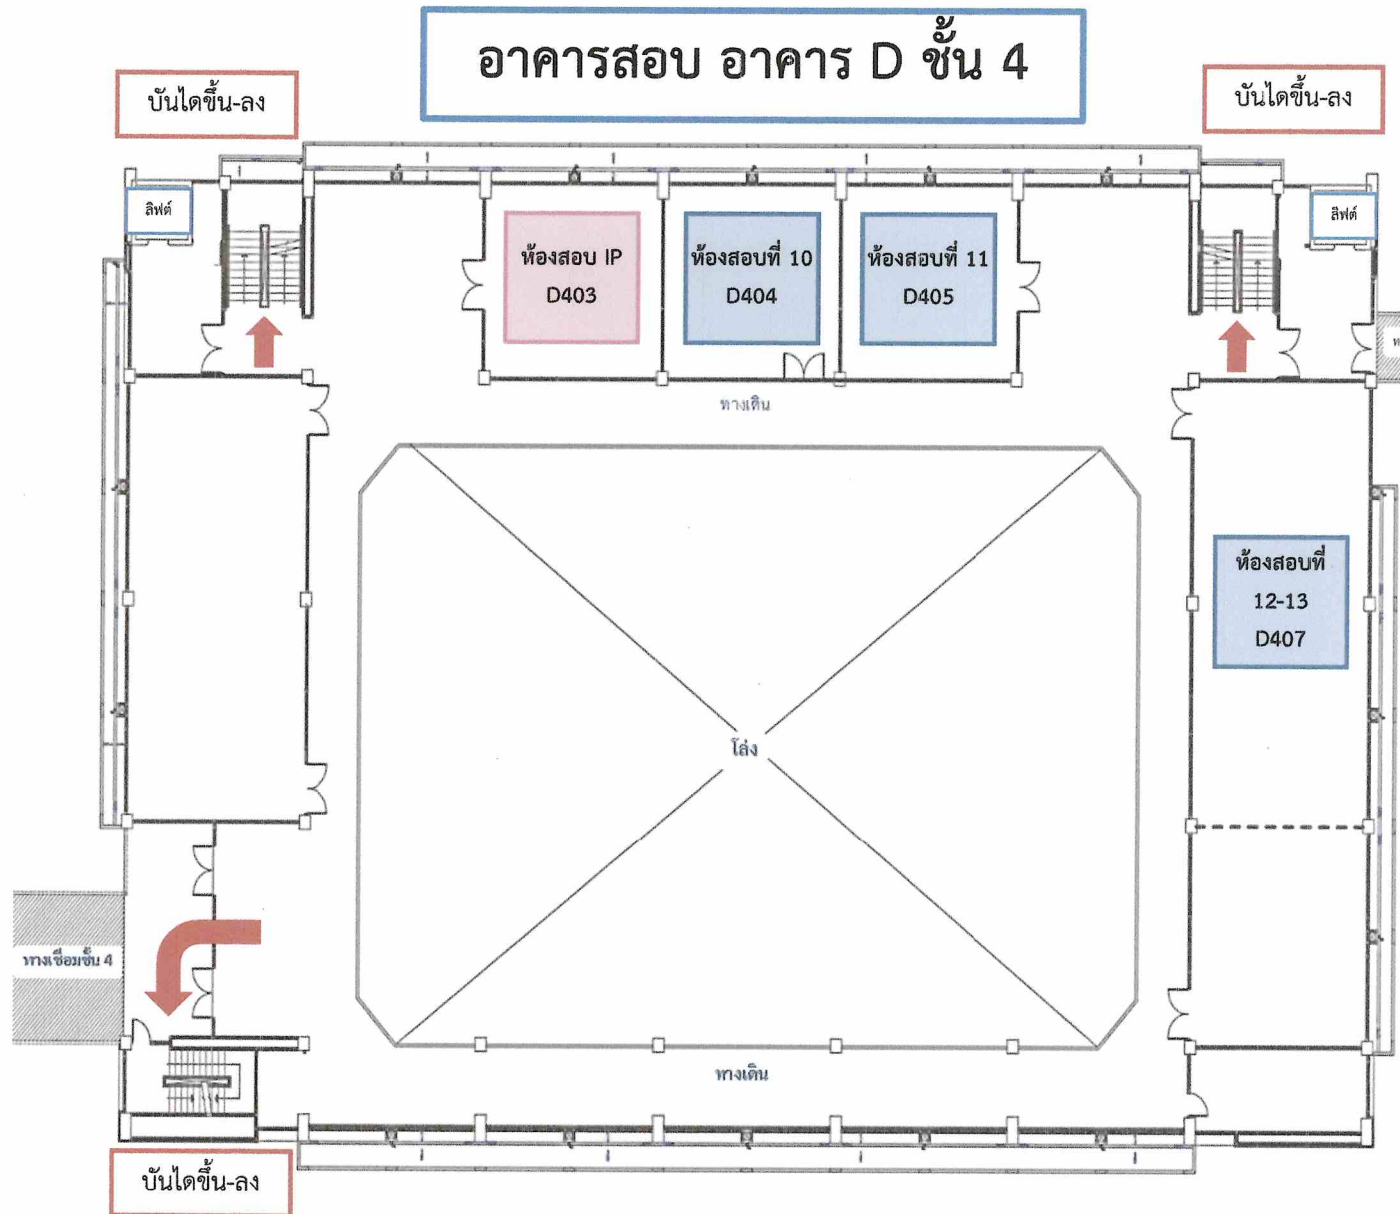 อาคารสอบ อาคาร D ชั้น 4
บันไดขึ้น-ลง
บันไดขึ้น-ลง
ลิฟต์
ลิฟต์
ห้องสอบ IP
D403
ห้องสอบที่ 10
D404
ห้องสอบที่ 11
D405
ทางเดิน
ห้องสอบที่
12-13
D407
โล่ง
ทางเชื่อมชั้น 4
ทางเดิน
บันไดขึ้น-ลง